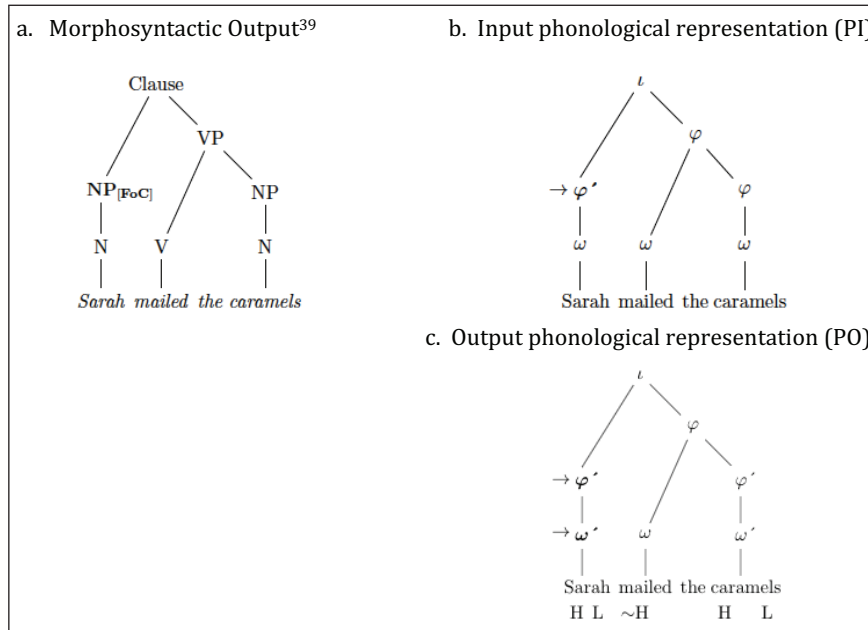 a. Morphosyntactic Output³⁹
Clause
VP
NP[FoC]
NP
N V N
Sarah mailed the caramels
b. Input phonological representation (PI)
ι
φ
→ φ´ φ
ω ω ω
Sarah mailed the caramels
c. Output phonological representation (PO)
ι
φ
→ φ´ φ´
→ ω´ ω ω´
Sarah mailed the caramels
H L ~H H L